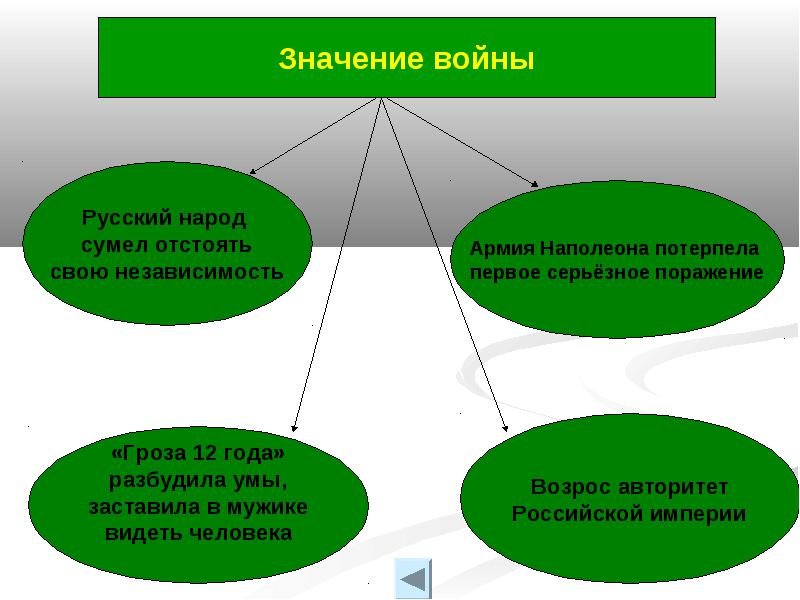 Значение войны
Русский народ
сумел отстоять
свою независимость
Армия Наполеона потерпела
первое серьёзное поражение
«Гроза 12 года»
разбудила умы,
заставила в мужике
видеть человека
Возрос авторитет
Российской империи